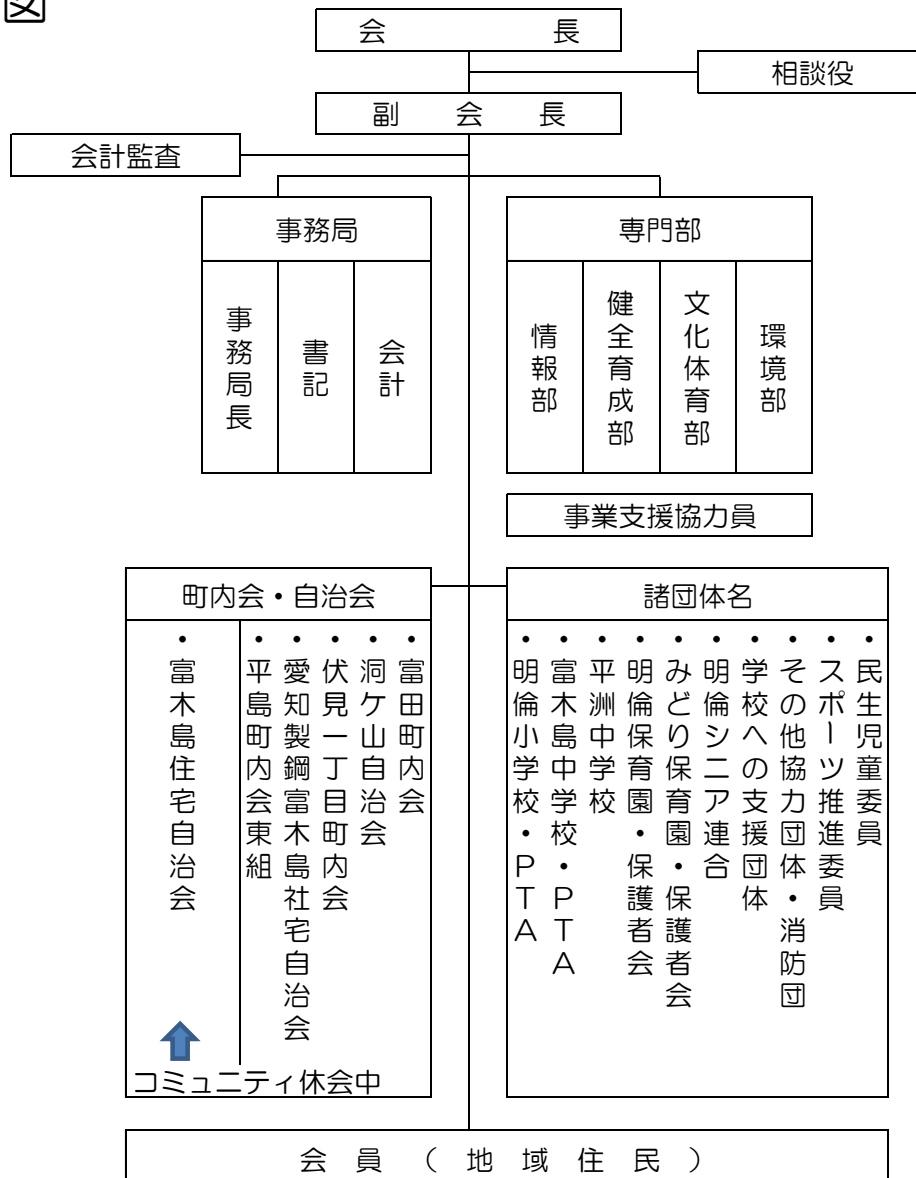 図
会長
相談役
副会長
会計監査
事務局
事務局長
書記
会計
専門部
情報部
健全育成部
文化体育部
環境部
事業支援協力員
町内会・自治会
・富田町内会
・洞ケ山自治会
・伏見一丁目町内会
・愛知製鋼富木島社宅自治会
・平島町内会東組
・富木島住宅自治会
コミュニティ休会中
諸団体名
・民生児童委員
・スポーツ推進委員
・その他協力団体・消防団
・学校への支援団体
・明倫シニア連合
・みどり保育園・保護者会
・明倫保育園・保護者会
・平洲中学校
・富木島中学校・PTA
・明倫小学校・PTA
会員（地域住民）